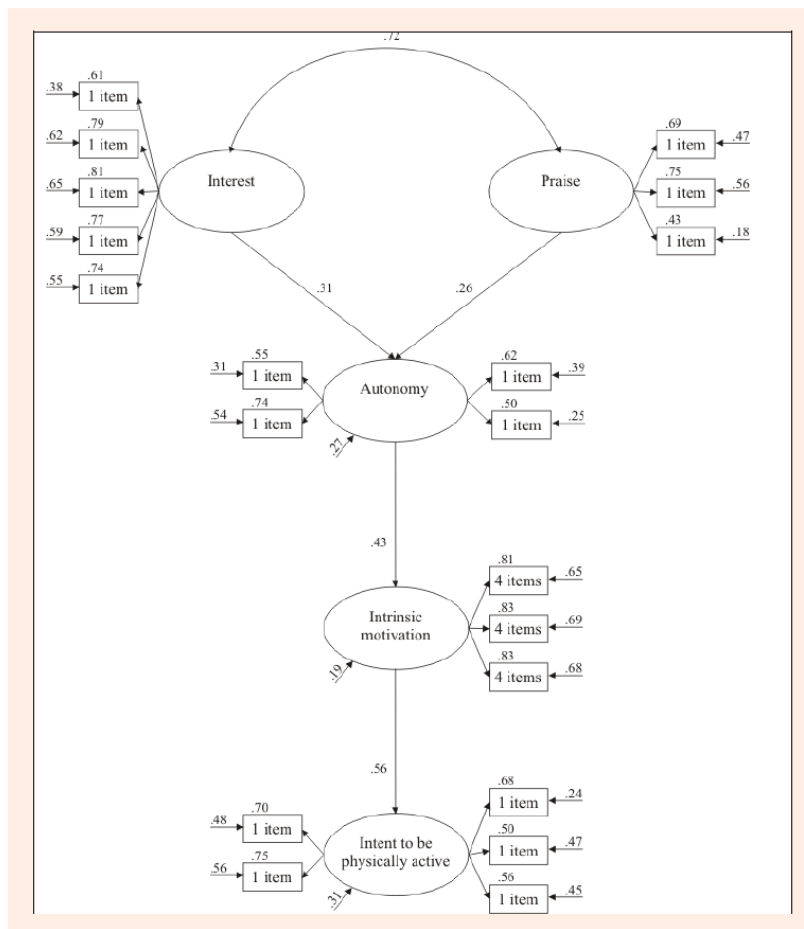 .72
.61
.38 1 item
.79
.62 1 item
.81
.65 1 item
.77
.59 1 item
.74
.55 1 item
Interest
Praise
.69
1 item .47
.75
1 item .56
.43
1 item .18
.31
.26
.55
.31 1 item
.74
.54 1 item
Autonomy
.27
.62
1 item .39
.50
1 item .25
.43
Intrinsic
motivation
.19
.81
4 items .65
.83
4 items .69
.83
4 items .68
.56
.70
.48 1 item
.75
.56 1 item
Intent to be
physically active
.31
.68
1 item .24
.50
1 item .47
.56
1 item .45